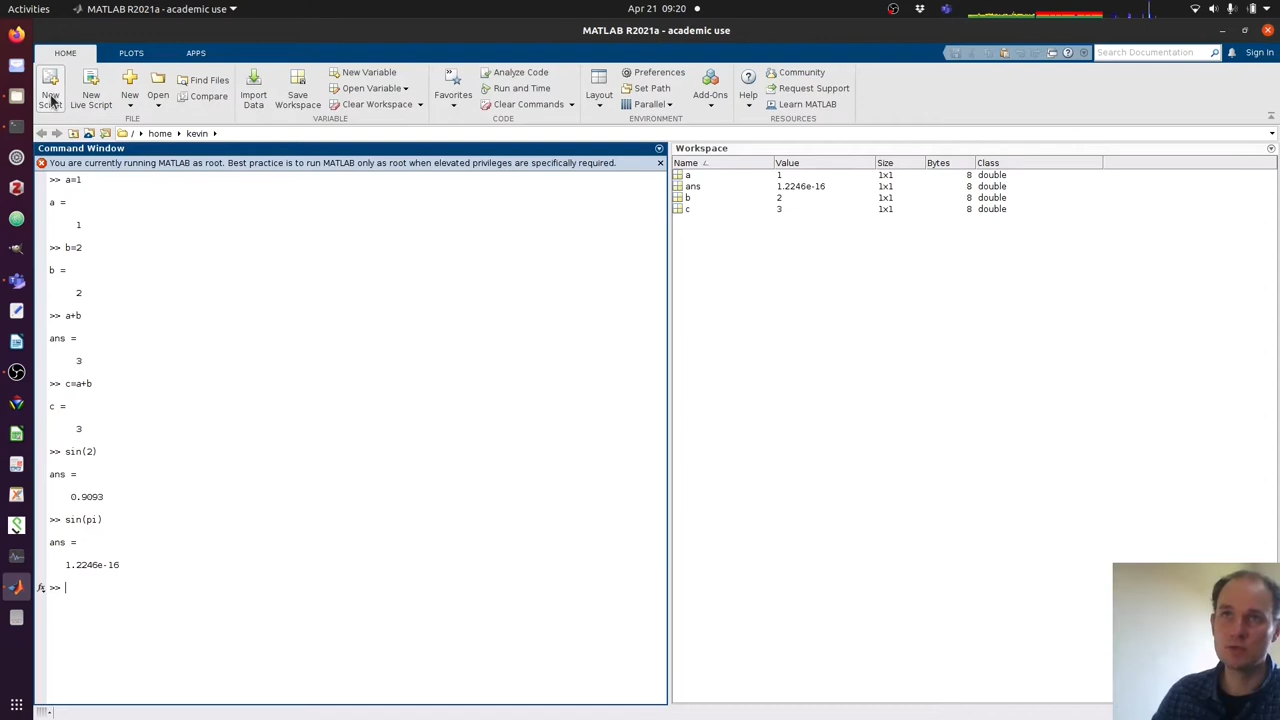 Activities MATLAB R2021a - academic use Apr 21 09:20
MATLAB R2021a - academic use
HOME PLOTS APPS Search Documentation Sign In
New Script
New Live Script
New
Open
Find Files
Compare
FILE
Import Data
Save Workspace
New Variable
Open Variable
Clear Workspace
VARIABLE
Favorites
Analyze Code
Run and Time
Clear Commands
CODE
Layout
Preferences
Set Path
Parallel
ENVIRONMENT
Add-Ons
Help
Community
Request Support
Learn MATLAB
RESOURCES
/ home kevin
Command Window
You are currently running MATLAB as root. Best practice is to run MATLAB only as root when elevated privileges are specifically required.
>> a=1
a =
1
>> b=2
b =
2
>> a+b
ans =
3
>> c=a+b
c =
3
>> sin(2)
ans =
0.9093
>> sin(pi)
ans =
1.2246e-16
fx >>
Workspace
Name Value Size Bytes Class
a 1 1x1 8 double
ans 1.2246e-16 1x1 8 double
b 2 1x1 8 double
c 3 1x1 8 double